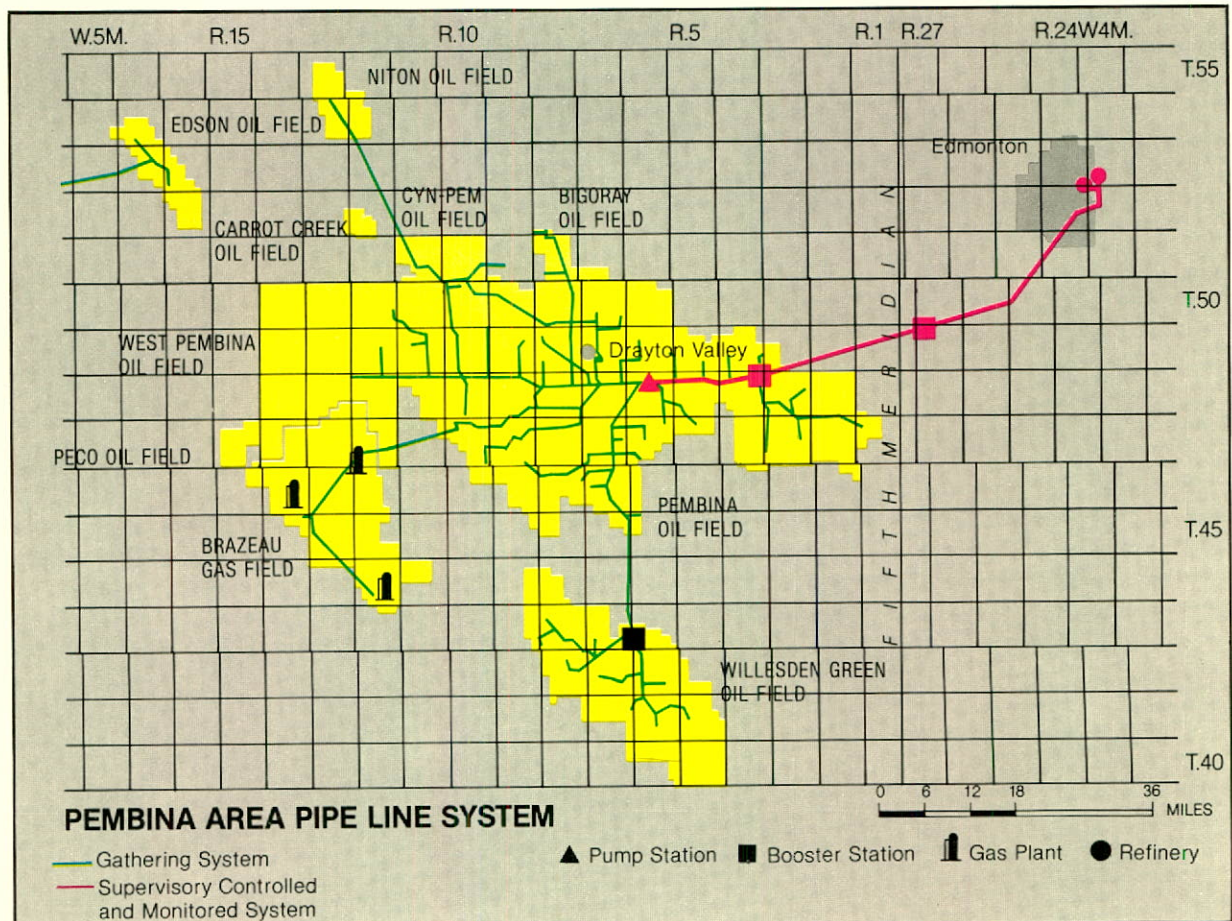 W.5M. R.15 R.10 R.5 R.1 R.27 R.24W4M.
T.55
NITON OIL FIELD
EDSON OIL FIELD
Edmonton
CYN-PEM
OIL FIELD
BIGORAY
OIL FIELD
CARROT CREEK
OIL FIELD
T.50
WEST PEMBINA
OIL FIELD
Drayton Valley
FIFTH MERIDIAN
PECO OIL FIELD
PEMBINA
OIL FIELD
T.45
BRAZEAU
GAS FIELD
WILLESDEN GREEN
OIL FIELD
T.40
0 6 12 18 36
MILES
PEMBINA AREA PIPE LINE SYSTEM
Gathering System
Supervisory Controlled
and Monitored System
Pump Station Booster Station Gas Plant Refinery